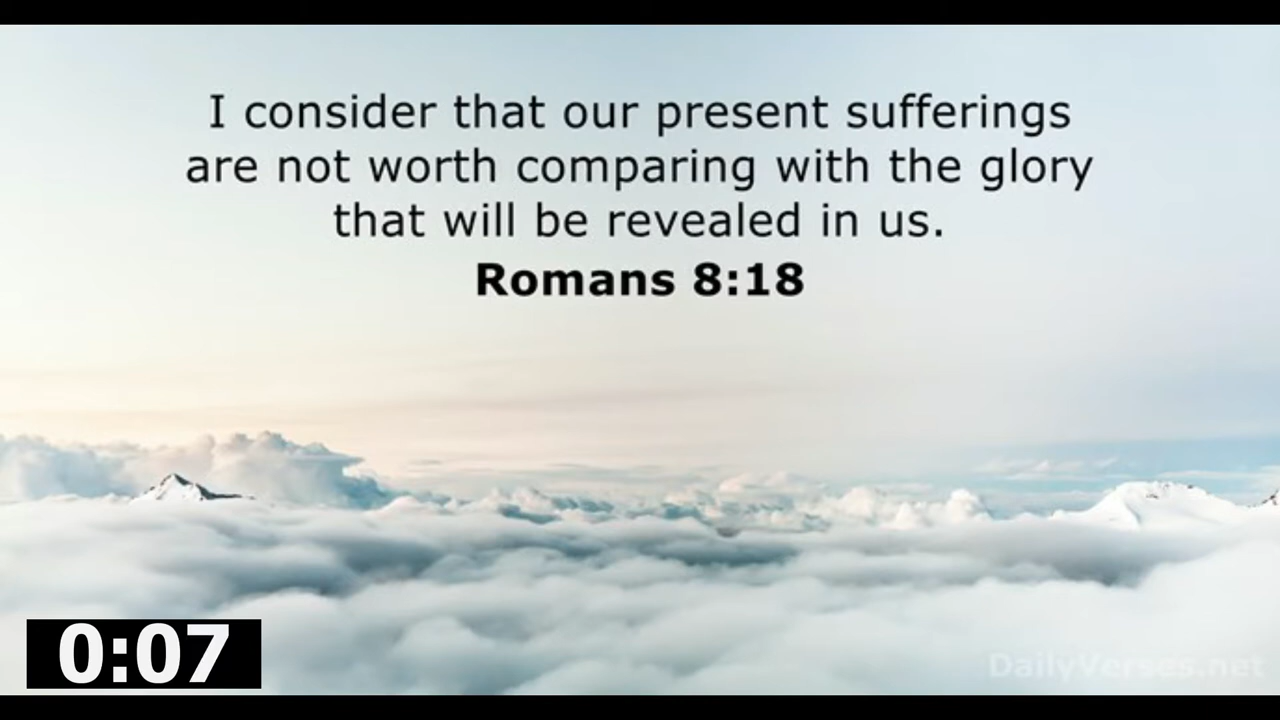 I consider that our present sufferings
are not worth comparing with the glory
that will be revealed in us.
Romans 8:18
0:07
DailyVerses.net